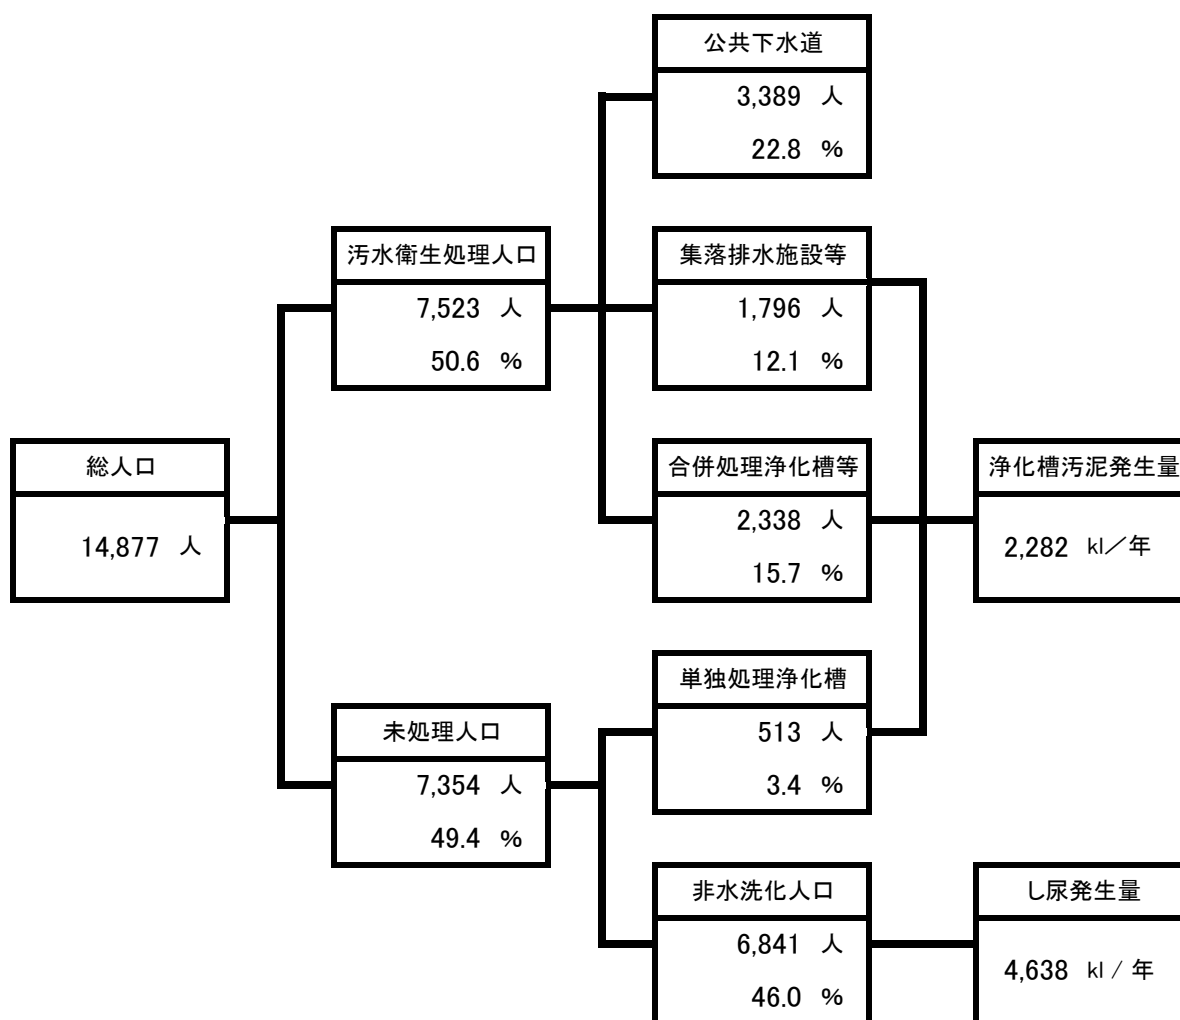 公共下水道
3,389 人
22.8 %
汚水衛生処理人口
7,523 人
50.6 %
集落排水施設等
1,796 人
12.1 %
総人口
14,877 人
合併処理浄化槽等
2,338 人
15.7 %
浄化槽汚泥発生量
2,282 kl／年
未処理人口
7,354 人
49.4 %
単独処理浄化槽
513 人
3.4 %
非水洗化人口
6,841 人
46.0 %
し尿発生量
4,638 kl / 年